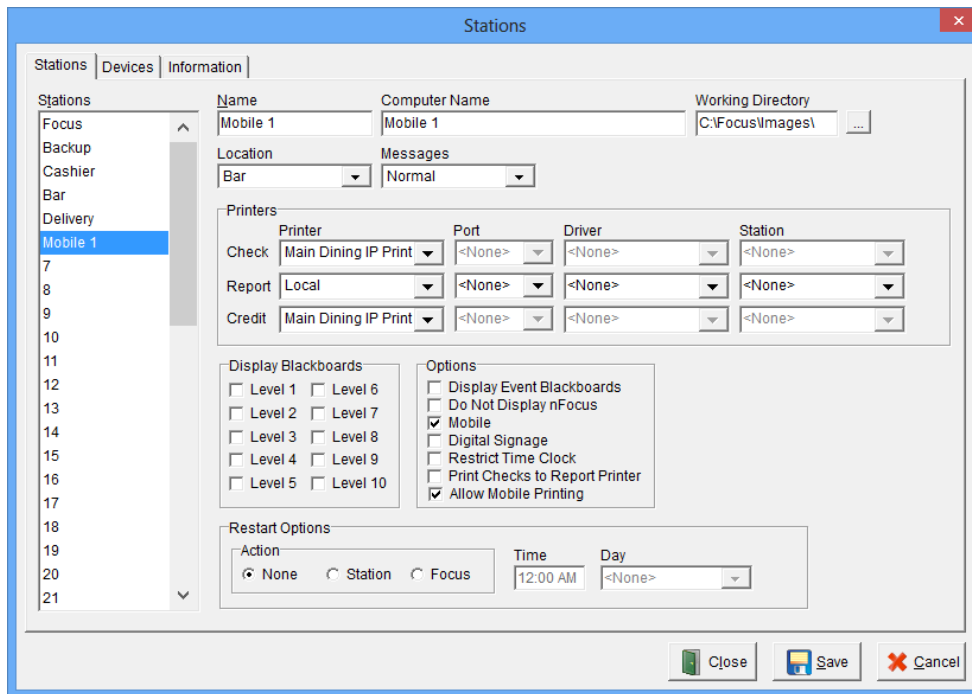 Stations
Stations Devices Information
Stations
Focus
Backup
Cashier
Bar
Delivery
Mobile 1
7
8
9
10
11
12
13
14
15
16
17
18
19
20
21
Name Computer Name Working Directory
Mobile 1 Mobile 1 C:\Focus\Images\ ...
Location Messages
Bar Normal
Printers
Printer Port Driver Station
Check Main Dining IP Print <None> <None> <None>
Report Local <None> <None> <None>
Credit Main Dining IP Print <None> <None> <None>
Display Blackboards
Level 1 Level 6
Level 2 Level 7
Level 3 Level 8
Level 4 Level 9
Level 5 Level 10
Options
Display Event Blackboards
Do Not Display nFocus
Mobile
Digital Signage
Restrict Time Clock
Print Checks to Report Printer
Allow Mobile Printing
Restart Options
Action
None Station Focus
Time Day
12:00 AM <None>
Close Save Cancel